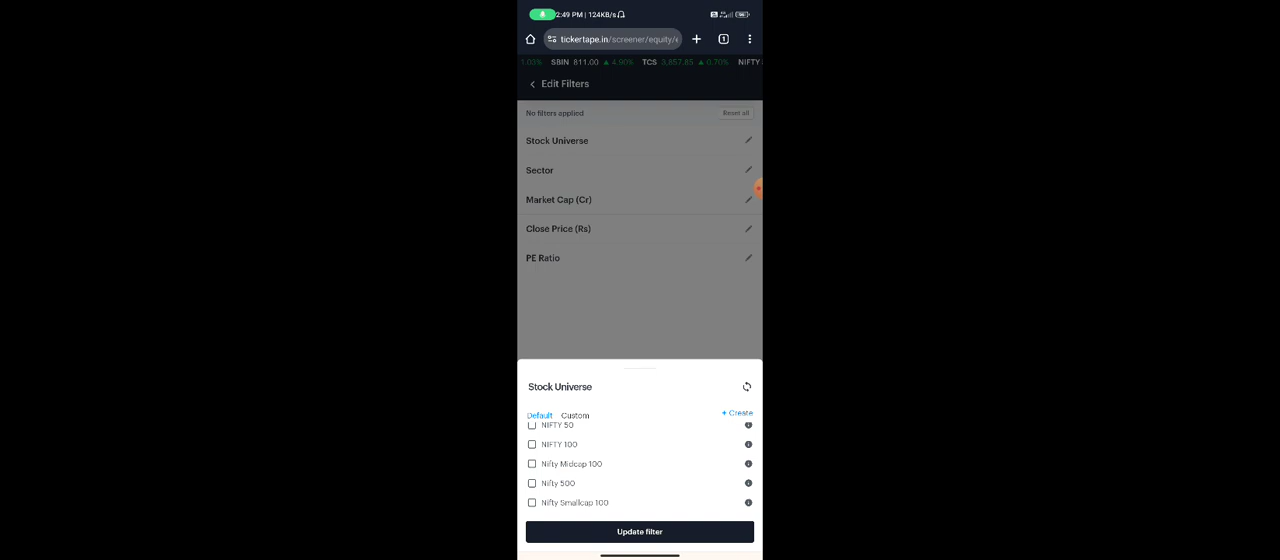 2:49 PM | 124KB/s
tickertape.in/screener/equity/e
1.00% SBIN 811.00 ▲ 4.90% TCS 3,857.85 ▲ 0.70% NIFTY
Edit Filters
No filters applied Reset all
Stock Universe
Sector
Market Cap (Cr)
Close Price (Rs)
PE Ratio
Stock Universe
Default Custom + Create
NIFTY 50
NIFTY 100
Nifty Midcap 100
Nifty 500
Nifty Smallcap 100
Update filter